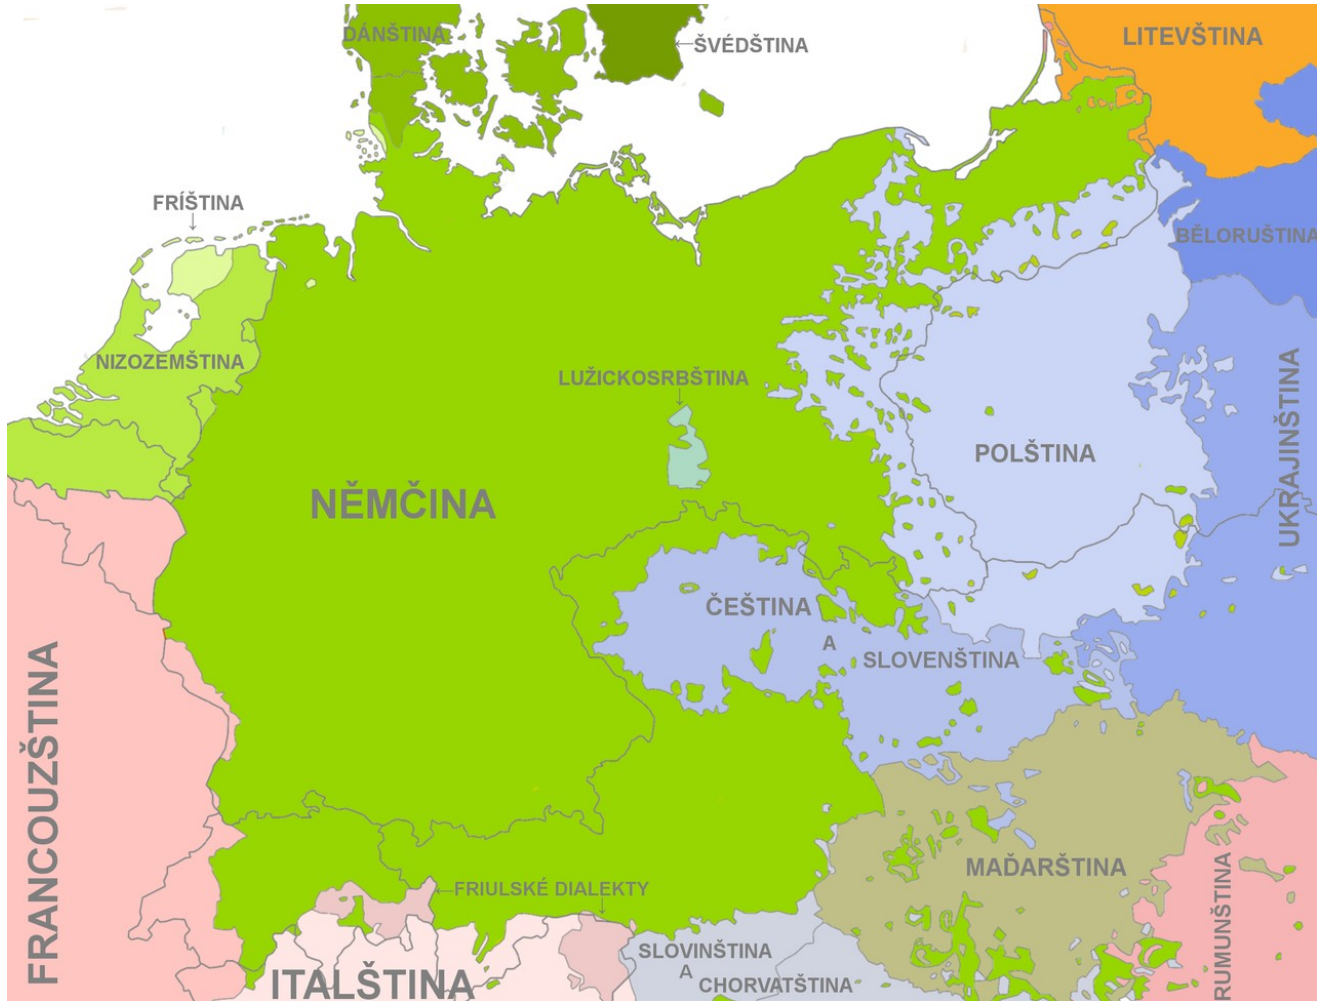 DÁNŠTINA
←ŠVÉDŠTINA
LITEVŠTINA
FRÍŠTINA
BĚLORUŠTINA
NIZOZEMŠTINA
LUŽICKOSRBŠTINA
UKRAJINŠTINA
POLŠTINA
NĚMČINA
ČEŠTINA
A
SLOVENŠTINA
FRANCOUZŠTINA
MAĎARŠTINA
←FRIULSKÉ DIALEKTY
RUMUNŠTINA
SLOVINŠTINA
A
CHORVATŠTINA
ITALŠTINA